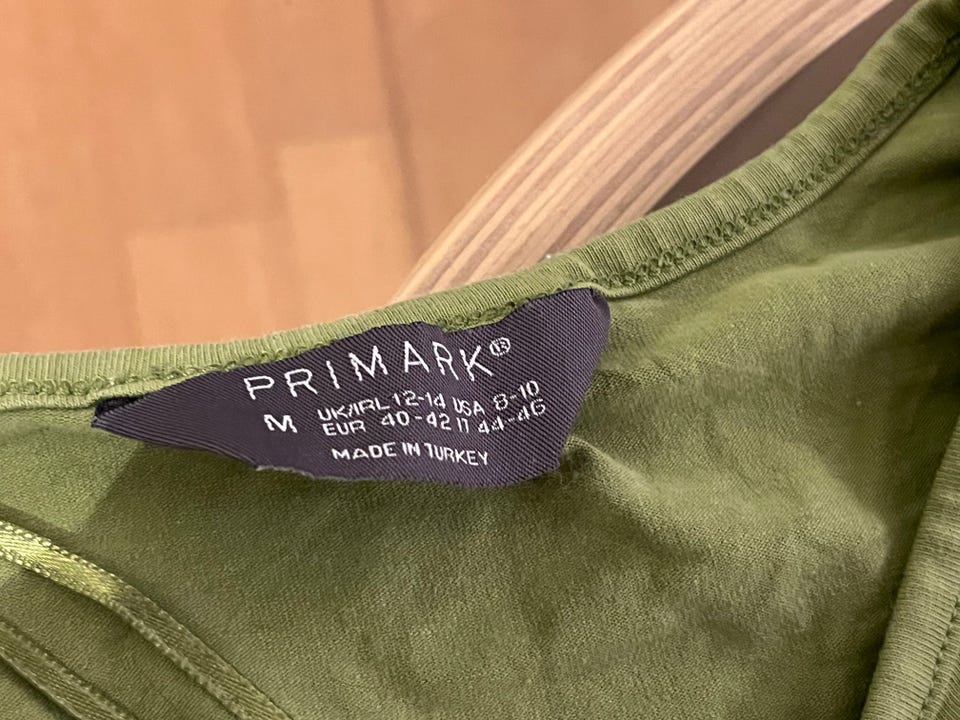 PRIMARK®
M UK/IRL 12-14 USA 8-10
EUR 40-42 IT 44-46
MADE IN TURKEY